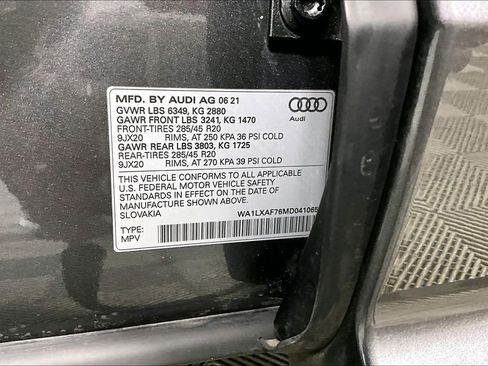 MFD. BY AUDI AG 06 21
GVWR LBS 6349, KG 2880
GAWR FRONT LBS 3241, KG 1470
FRONT-TIRES 285/45 R20
9JX20 RIMS, AT 250 KPA 36 PSI COLD
GAWR REAR LBS 3803, KG 1725
REAR-TIRES 285/45 R20
9JX20 RIMS, AT 270 KPA 39 PSI COLD
Audi
THIS VEHICLE CONFORMS TO ALL APPLICABLE
U.S. FEDERAL MOTOR VEHICLE SAFETY
STANDARDS IN EFFECT ON THE DATE OF
MANUFACTURE SHOWN ABOVE.
SLOVAKIA WA1LXAF76MD041065
TYPE:
MPV